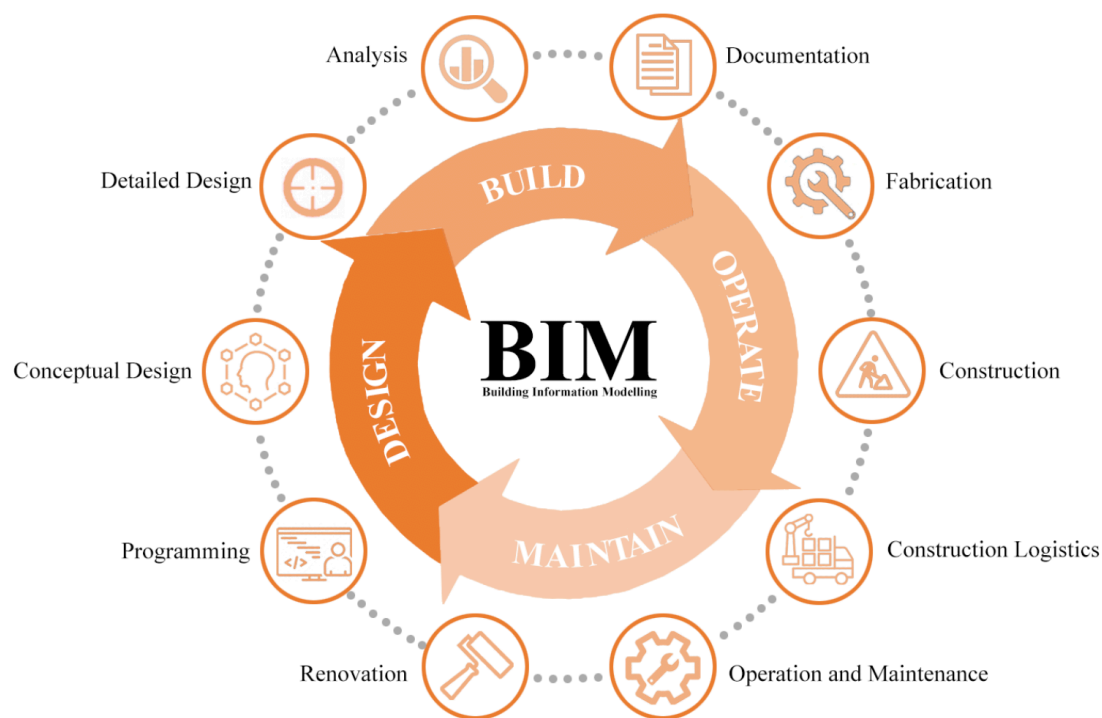 Analysis
Documentation
Detailed Design
BUILD
Fabrication
OPERATE
Conceptual Design
DESIGN
BIM
Building Information Modelling
Construction
Programming
</>
MAINTAIN
Construction Logistics
Renovation
Operation and Maintenance